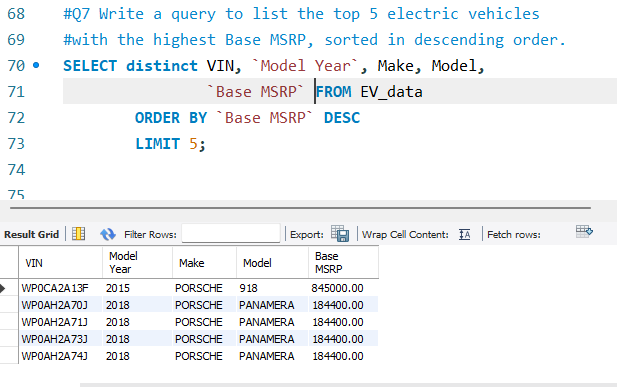 68 #Q7 Write a query to list the top 5 electric vehicles
69 #with the highest Base MSRP, sorted in descending order.
70 SELECT distinct VIN, `Model Year`, Make, Model,
71 `Base MSRP` FROM EV_data
72 ORDER BY `Base MSRP` DESC
73 LIMIT 5;
74
75
Result Grid Filter Rows: Export: Wrap Cell Content: Fetch rows:
VIN Model Year Make Model Base MSRP
WP0CA2A13F 2015 PORSCHE 918 845000.00
WP0AH2A70J 2018 PORSCHE PANAMERA 184400.00
WP0AH2A71J 2018 PORSCHE PANAMERA 184400.00
WP0AH2A73J 2018 PORSCHE PANAMERA 184400.00
WP0AH2A74J 2018 PORSCHE PANAMERA 184400.00